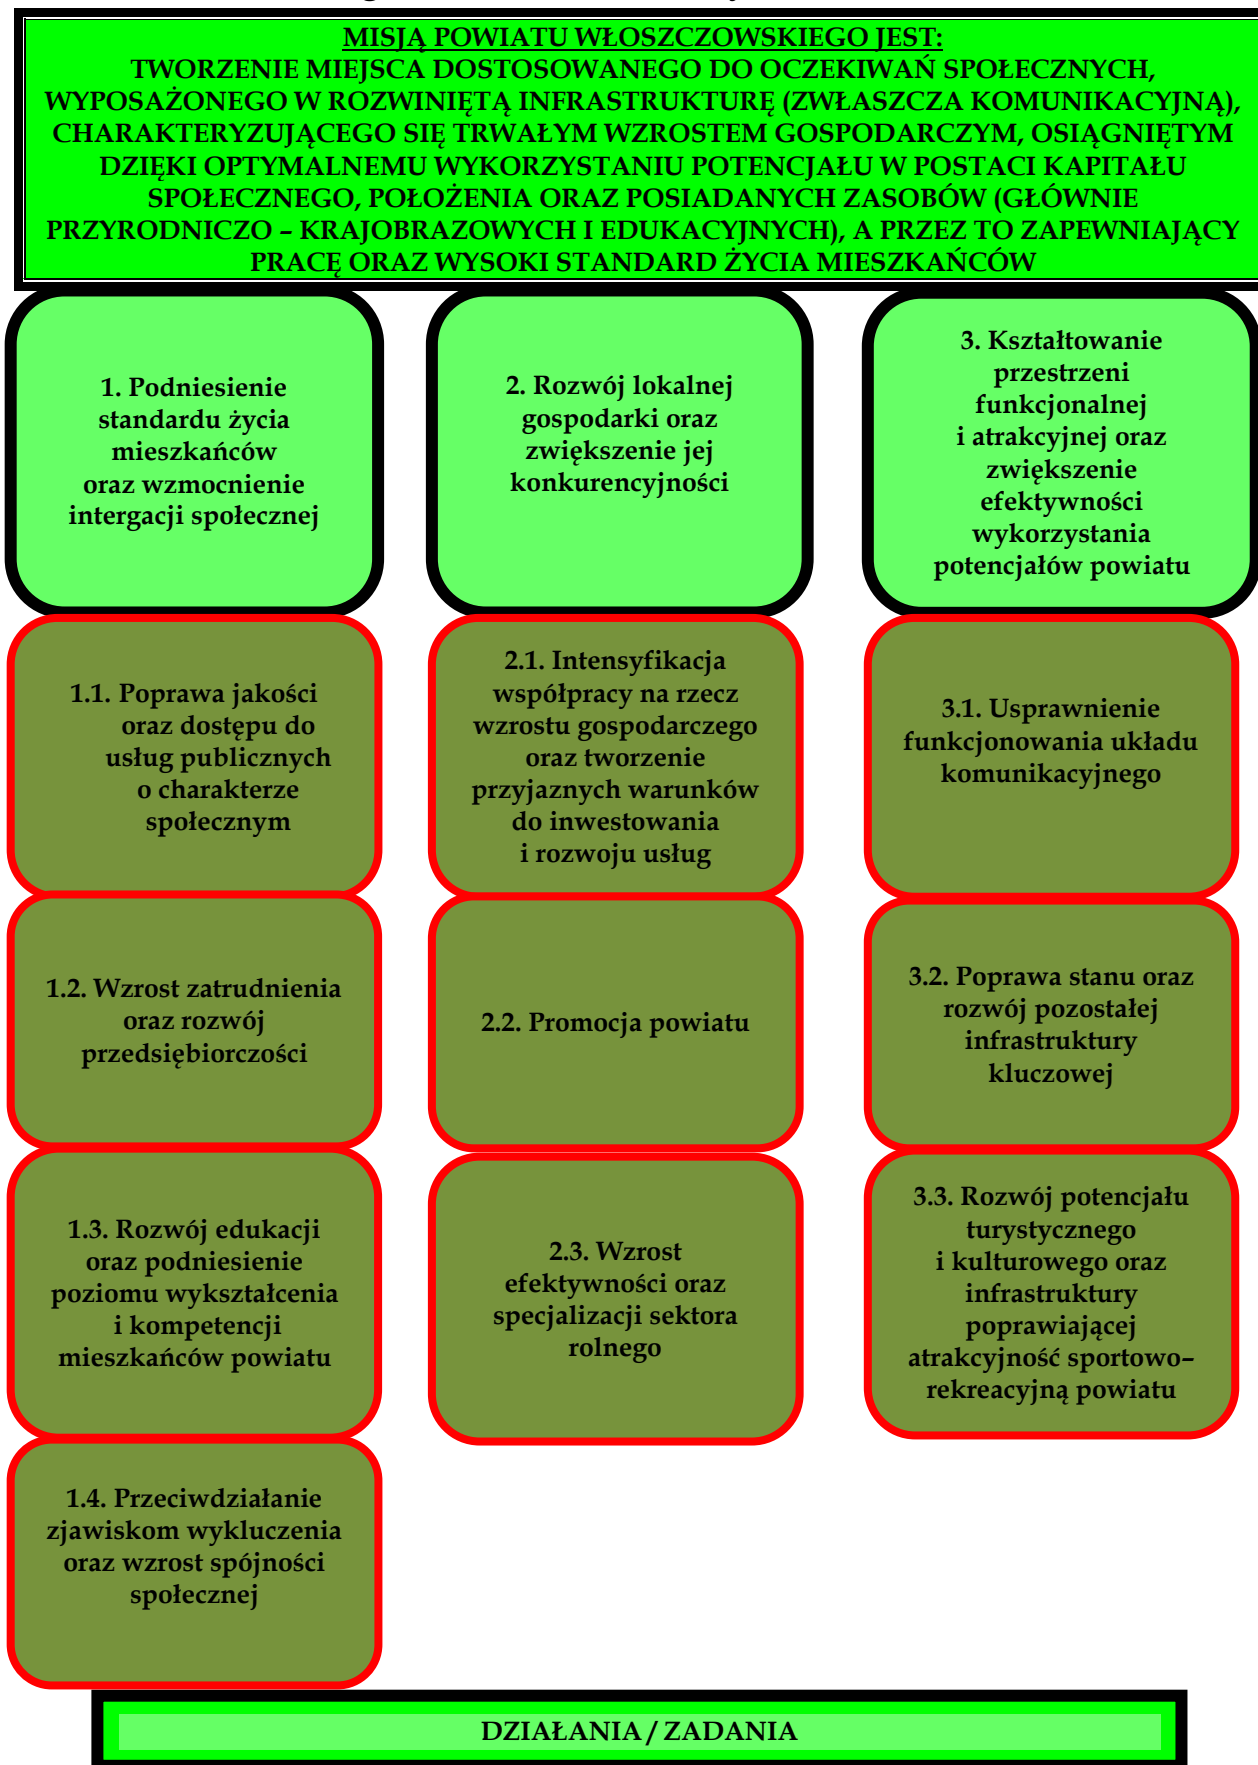 MISJĄ POWIATU WŁOSZCZOWSKIEGO JEST:
TWORZENIE MIEJSCA DOSTOSOWANEGO DO OCZEKIWAŃ SPOŁECZNYCH,
WYPOSAŻONEGO W ROZWINIĘTĄ INFRASTRUKTURĘ (ZWŁASZCZA KOMUNIKACYJNĄ),
CHARAKTERYZUJĄCEGO SIĘ TRWAŁYM WZROSTEM GOSPODARCZYM, OSIĄGNIĘTYM
DZIĘKI OPTYMALNEMU WYKORZYSTANIU POTENCJAŁU W POSTACI KAPITAŁU
SPOŁECZNEGO, POŁOŻENIA ORAZ POSIADANYCH ZASOBÓW (GŁÓWNIE
PRZYRODNICZO – KRAJOBRAZOWYCH I EDUKACYJNYCH), A PRZEZ TO ZAPEWNIAJĄCY
PRACĘ ORAZ WYSOKI STANDARD ŻYCIA MIESZKAŃCÓW
1. Podniesienie
standardu życia
mieszkańców
oraz wzmocnienie
intergacji społecznej
2. Rozwój lokalnej
gospodarki oraz
zwiększenie jej
konkurencyjności
3. Kształtowanie
przestrzeni
funkcjonalnej
i atrakcyjnej oraz
zwiększenie
efektywności
wykorzystania
potencjałów powiatu
1.1. Poprawa jakości
oraz dostępu do
usług publicznych
o charakterze
społecznym
2.1. Intensyfikacja
współpracy na rzecz
wzrostu gospodarczego
oraz tworzenie
przyjaznych warunków
do inwestowania
i rozwoju usług
3.1. Usprawnienie
funkcjonowania układu
komunikacyjnego
1.2. Wzrost zatrudnienia
oraz rozwój
przedsiębiorczości
2.2. Promocja powiatu
3.2. Poprawa stanu oraz
rozwój pozostałej
infrastruktury
kluczowej
1.3. Rozwój edukacji
oraz podniesienie
poziomu wykształcenia
i kompetencji
mieszkańców powiatu
2.3. Wzrost
efektywności oraz
specjalizacji sektora
rolnego
3.3. Rozwój potencjału
turystycznego
i kulturowego oraz
infrastruktury
poprawiającej
atrakcyjność sportowo–
rekreacyjną powiatu
1.4. Przeciwdziałanie
zjawiskom wykluczenia
oraz wzrost spójności
społecznej
DZIAŁANIA / ZADANIA